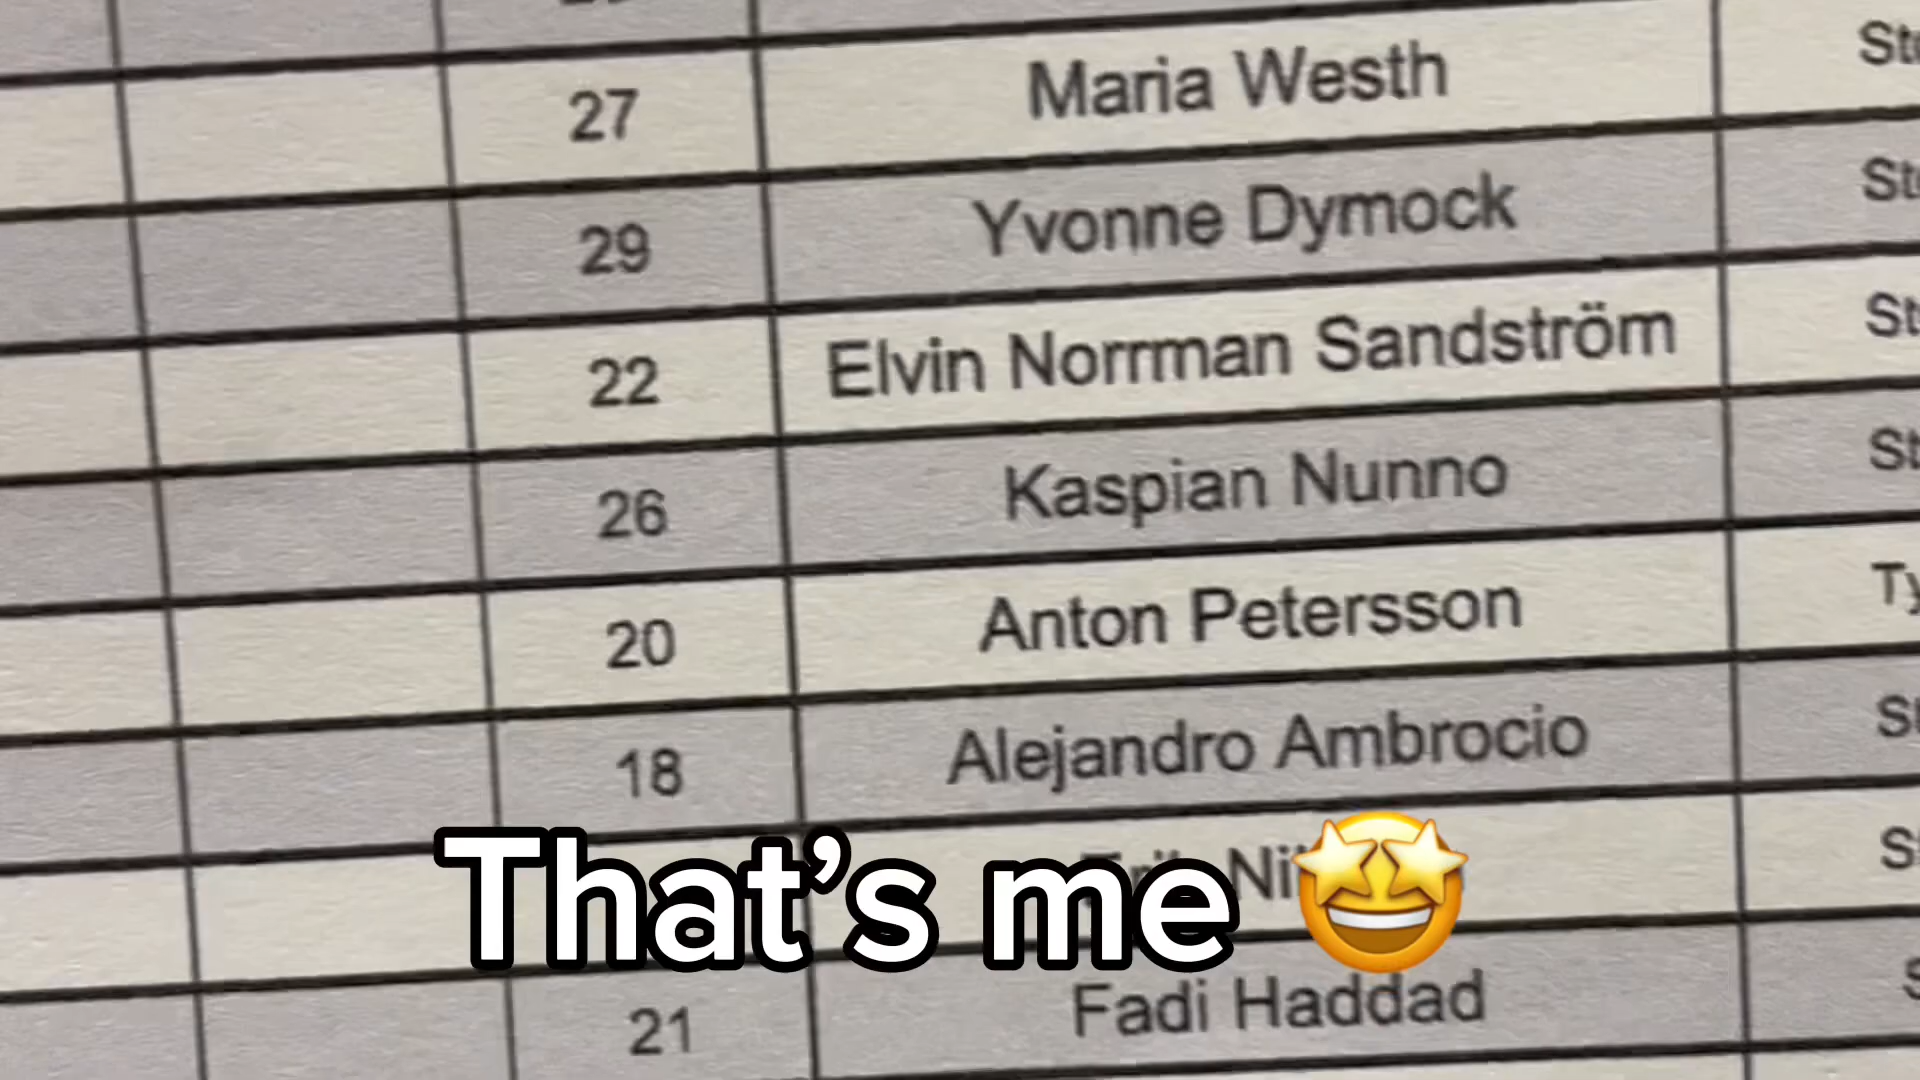 27 Maria Westh
29 Yvonne Dymock
22 Elvin Norrman Sandström
26 Kaspian Nunno
20 Anton Petersson
18 Alejandro Ambrocio
That's me 🤩
21 Fadi Haddad